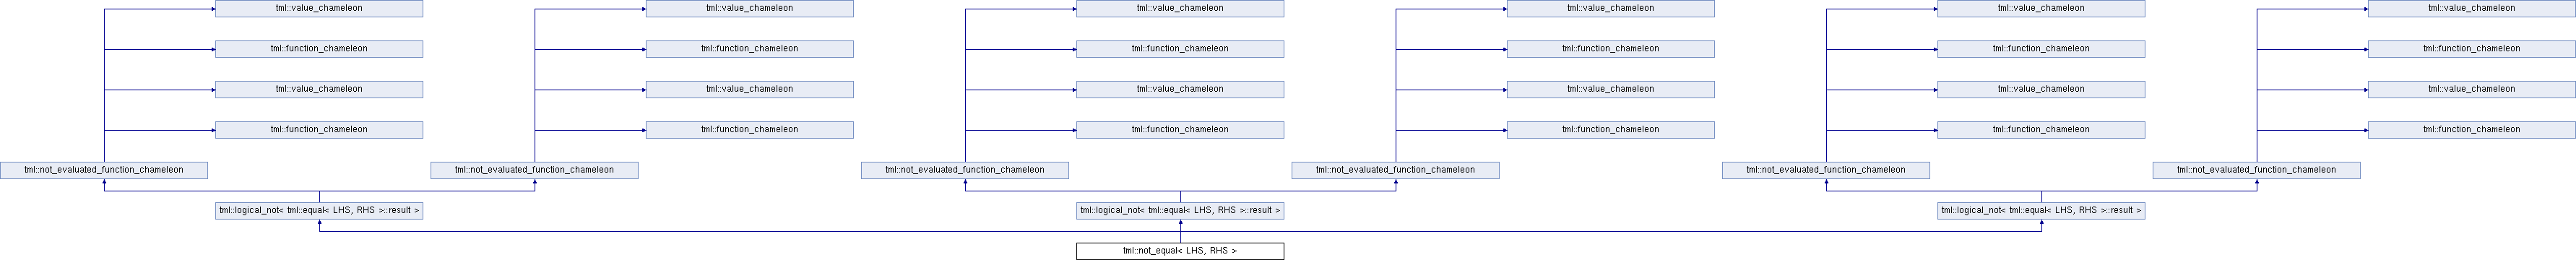 tml::value_chameleon
tml::value_chameleon
tml::value_chameleon
tml::value_chameleon
tml::value_chameleon
tml::value_chameleon
tml::function_chameleon
tml::function_chameleon
tml::function_chameleon
tml::function_chameleon
tml::function_chameleon
tml::function_chameleon
tml::value_chameleon
tml::value_chameleon
tml::value_chameleon
tml::value_chameleon
tml::value_chameleon
tml::value_chameleon
tml::function_chameleon
tml::function_chameleon
tml::function_chameleon
tml::function_chameleon
tml::function_chameleon
tml::function_chameleon
tml::not_evaluated_function_chameleon
tml::not_evaluated_function_chameleon
tml::not_evaluated_function_chameleon
tml::not_evaluated_function_chameleon
tml::not_evaluated_function_chameleon
tml::not_evaluated_function_chameleon
tml::logical_not< tml::equal< LHS, RHS >::result >
tml::logical_not< tml::equal< LHS, RHS >::result >
tml::logical_not< tml::equal< LHS, RHS >::result >
tml::not_equal< LHS, RHS >